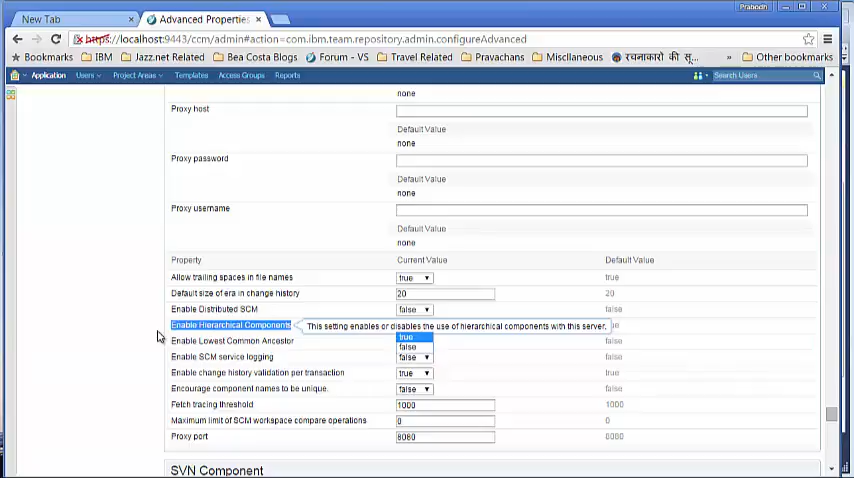 Prabodh
New Tab
Advanced Properties
https://localhost:9443/ccm/admin#action=com.ibm.team.repository.admin.configureAdvanced
Bookmarks IBM Jazz.net Related Bea Costa Blogs Forum - VS Travel Related Pravachans Miscllaneous रचनाकारों की सू... » Other bookmarks
Application Users Project Areas Templates Access Groups Reports Search Users
none
Proxy host
Default Value
none
Proxy password
Default Value
none
Proxy username
Default Value
none
Property Current Value Default Value
Allow trailing spaces in file names true true
Default size of era in change history 20 20
Enable Distributed SCM false false
Enable Hierarchical Components This setting enables or disables the use of hierarchical components with this server.
true
Enable Lowest Common Ancestor false
false
Enable SCM service logging false false
Enable change history validation per transaction true true
Encourage component names to be unique. false false
Fetch tracing threshold 1000 1000
Maximum limit of SCM workspace compare operations 0 0
Proxy port 8080 8080
SVN Component